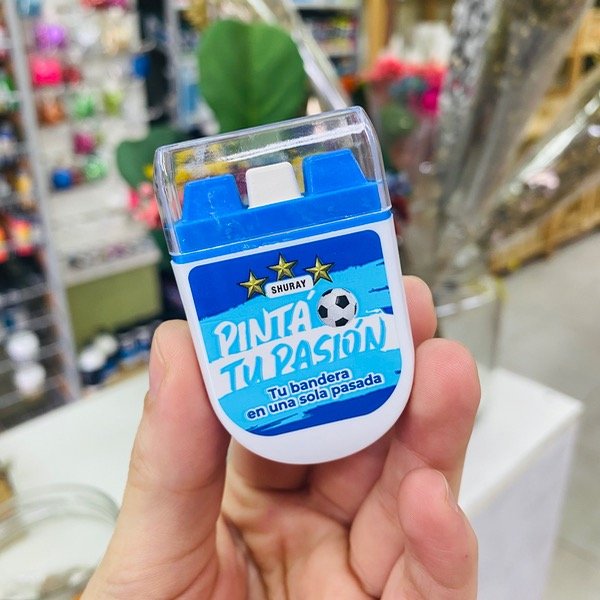 SHURAY
PINTÁ
TU PASIÓN
Tu bandera
en una sola pasada